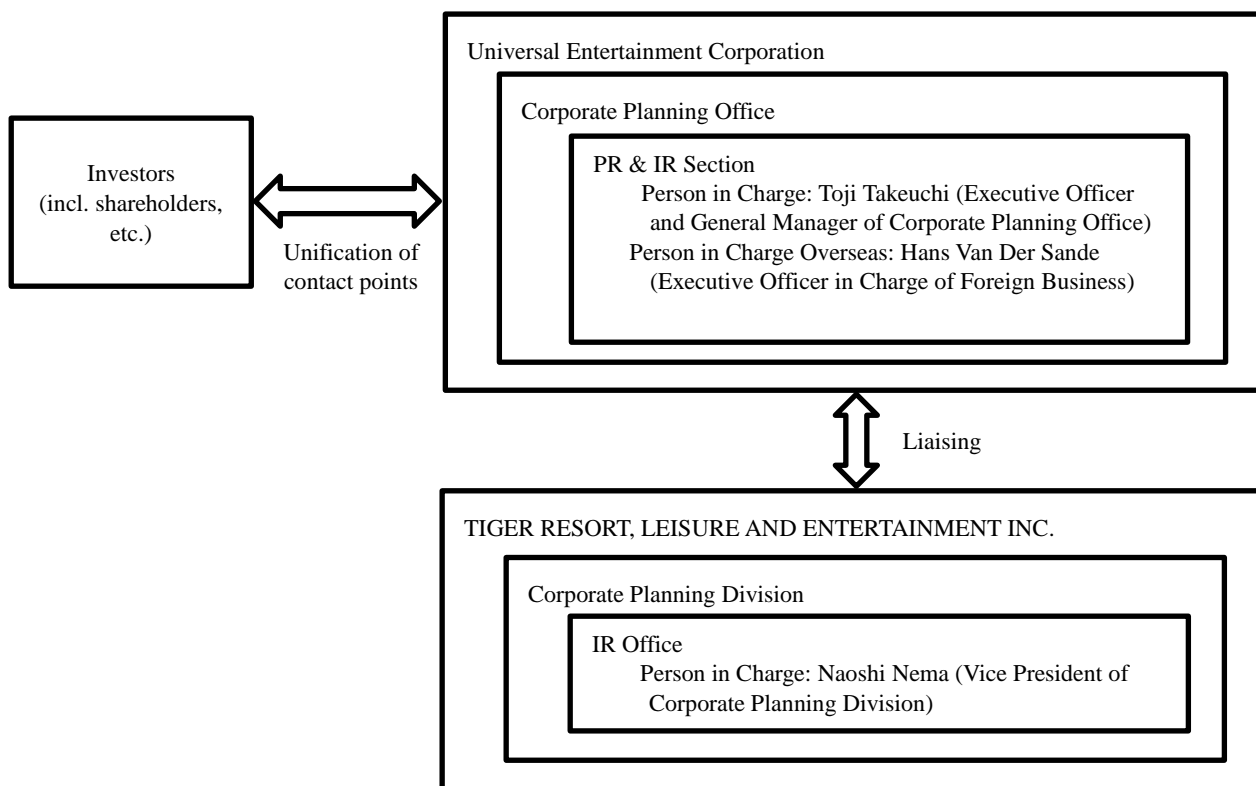 Universal Entertainment Corporation
Corporate Planning Office
PR & IR Section
Person in Charge: Toji Takeuchi (Executive Officer
and General Manager of Corporate Planning Office)
Person in Charge Overseas: Hans Van Der Sande
(Executive Officer in Charge of Foreign Business)
Investors
(incl. shareholders,
etc.)
Unification of
contact points
Liaising
TIGER RESORT, LEISURE AND ENTERTAINMENT INC.
Corporate Planning Division
IR Office
Person in Charge: Naoshi Nema (Vice President of
Corporate Planning Division)